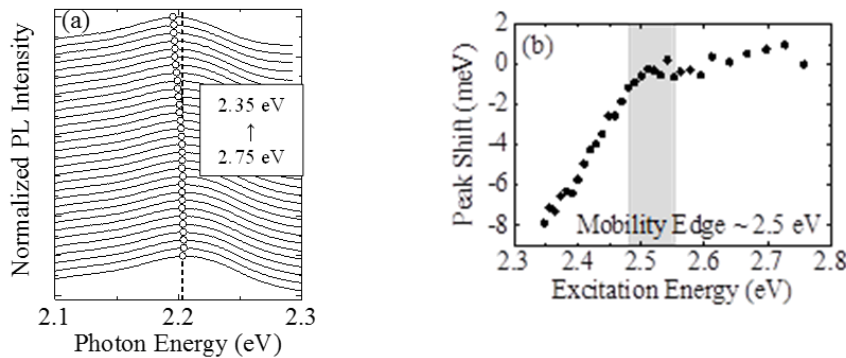 (a)
Normalized PL Intensity
2.35 eV
↑
2.75 eV
2.1 2.2 2.3
Photon Energy (eV)
(b)
Peak Shift (meV)
2
0
-2
-4
-6
-8
Mobility Edge ~ 2.5 eV
2.3 2.4 2.5 2.6 2.7 2.8
Excitation Energy (eV)